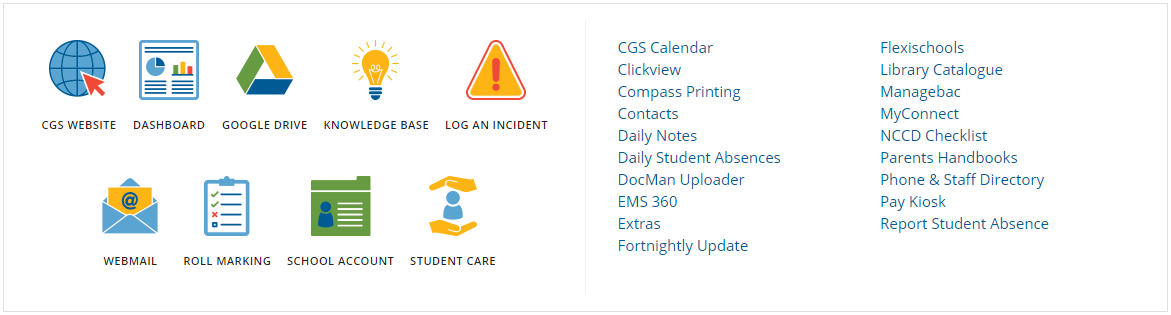 CGS WEBSITE
DASHBOARD
GOOGLE DRIVE
KNOWLEDGE BASE
LOG AN INCIDENT
@
WEBMAIL
ROLL MARKING
SCHOOL ACCOUNT
STUDENT CARE
CGS Calendar
Clickview
Compass Printing
Contacts
Daily Notes
Daily Student Absences
DocMan Uploader
EMS 360
Extras
Fortnightly Update
Flexischools
Library Catalogue
Managebac
MyConnect
NCCD Checklist
Parents Handbooks
Phone & Staff Directory
Pay Kiosk
Report Student Absence